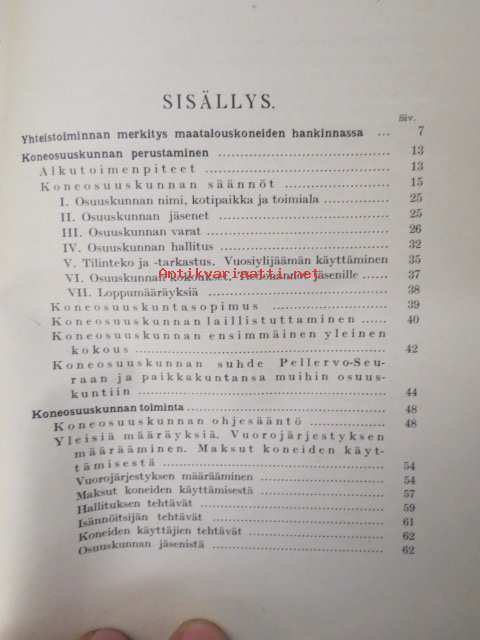 SISÄLLYS.
Siv.
Yhteistoiminnan merkitys maatalouskoneiden hankinnassa ... 7
Koneosuuskunnan perustaminen ... 13
Alkutoimenpiteet ... 13
Koneosuuskunnan säännöt ... 15
I. Osuuskunnan nimi, kotipaikka ja toimiala ... 25
II. Osuuskunnan jäsenet ... 25
III. Osuuskunnan varat ... 26
IV. Osuuskunnan hallitus ... 32
V. Tilinteko ja -tarkastus. Vuosiylijäämän käyttäminen 35
VI. Osuuskunnan kokoukset. jäsenille ... 37
Antikvariaatti.net
VII. Loppumääräyksiä ... 38
Koneosuuskuntasopimus ... 39
Koneosuuskunnan laillistuttaminen ... 40
Koneosuuskunnan ensimmäinen yleinen
kokous ... 42
Koneosuuskunnan suhde Pellervo-Seu-
raan ja paikkakuntansa muihin osuus-
kuntiin ... 44
Koneosuuskunnan toiminta ... 48
Koneosuuskunnan ohjesääntö ... 48
Yleisiä määräyksiä. Vuorojärjestyksen
määrääminen. Maksut koneiden käyt-
tämisestä ... 54
Vuorojärjestyksen määrääminen ... 54
Maksut koneiden käyttämisestä ... 57
Hallituksen tehtävät ... 59
Isännöitsijän tehtävät ... 61
Koneiden käyttäjien tehtävät ... 62
Osuuskunnan jäsenistä ... 62